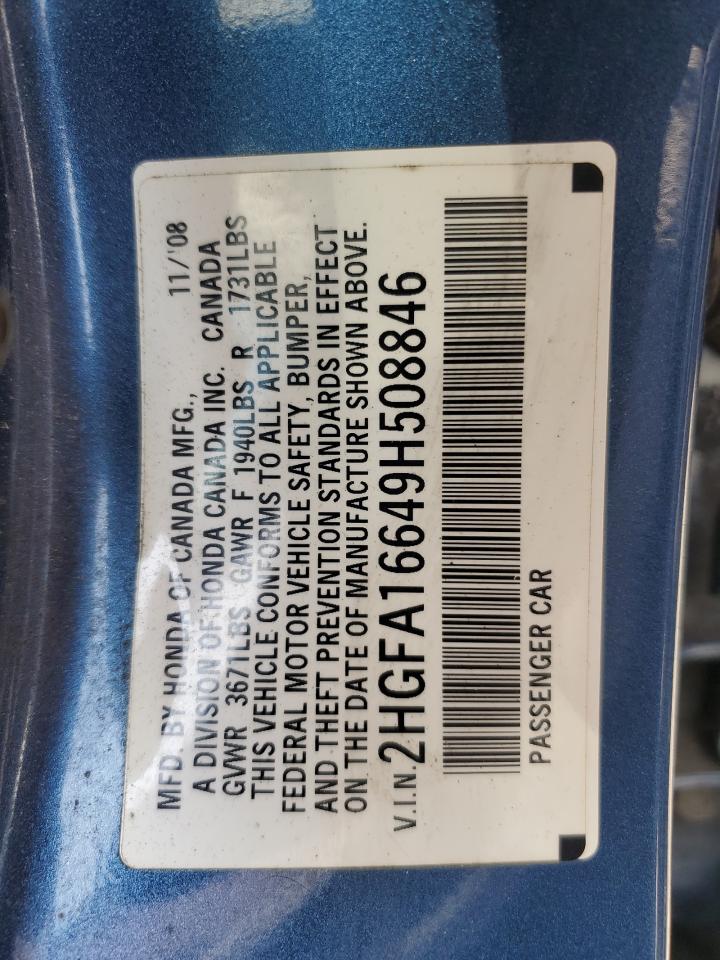 MFD. BY HONDA OF CANADA MFG., 11/'08
A DIVISION OF HONDA CANADA INC. CANADA
GVWR 3671LBS GAWR F 1940LBS R 1731LBS
THIS VEHICLE CONFORMS TO ALL APPLICABLE
FEDERAL MOTOR VEHICLE SAFETY, BUMPER,
AND THEFT PREVENTION STANDARDS IN EFFECT
ON THE DATE OF MANUFACTURE SHOWN ABOVE.
V.I.N. 2HGFA16649H508846
PASSENGER CAR